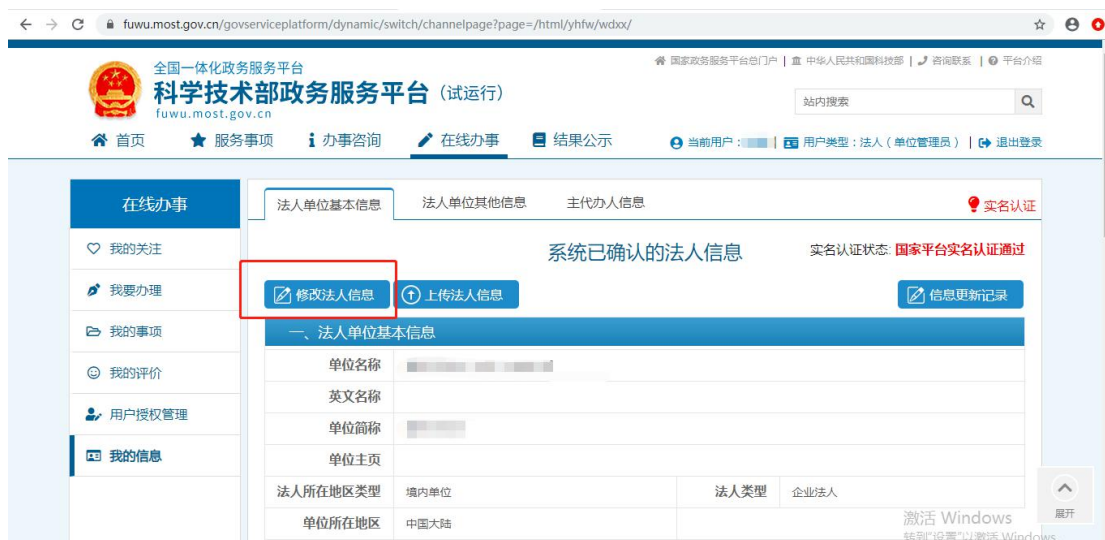 fuwu.most.gov.cn/govserviceplatform/dynamic/switch/channelpage?page=/html/yhfw/wdxx/
全国一体化政务服务平台
科学技术部政务服务平台（试运行）
fuwu.most.gov.cn
国家政务服务平台总门户 | 中华人民共和国科技部 | 咨询联系 | 平台介绍
站内搜索
首页 服务事项 办事咨询 在线办事 结果公示
当前用户： | 用户类型：法人（单位管理员） | 退出登录
在线办事
我的关注
我要办理
我的事项
我的评价
用户授权管理
我的信息
法人单位基本信息 法人单位其他信息 主代办人信息
实名认证
系统已确认的法人信息
实名认证状态: 国家平台实名认证通过
修改法人信息 上传法人信息 信息更新记录
一、法人单位基本信息
单位名称
英文名称
单位简称
单位主页
法人所在地区类型 境内单位 法人类型 企业法人
单位所在地区 中国大陆
展开
激活 Windows
转到"设置"以激活 Windows